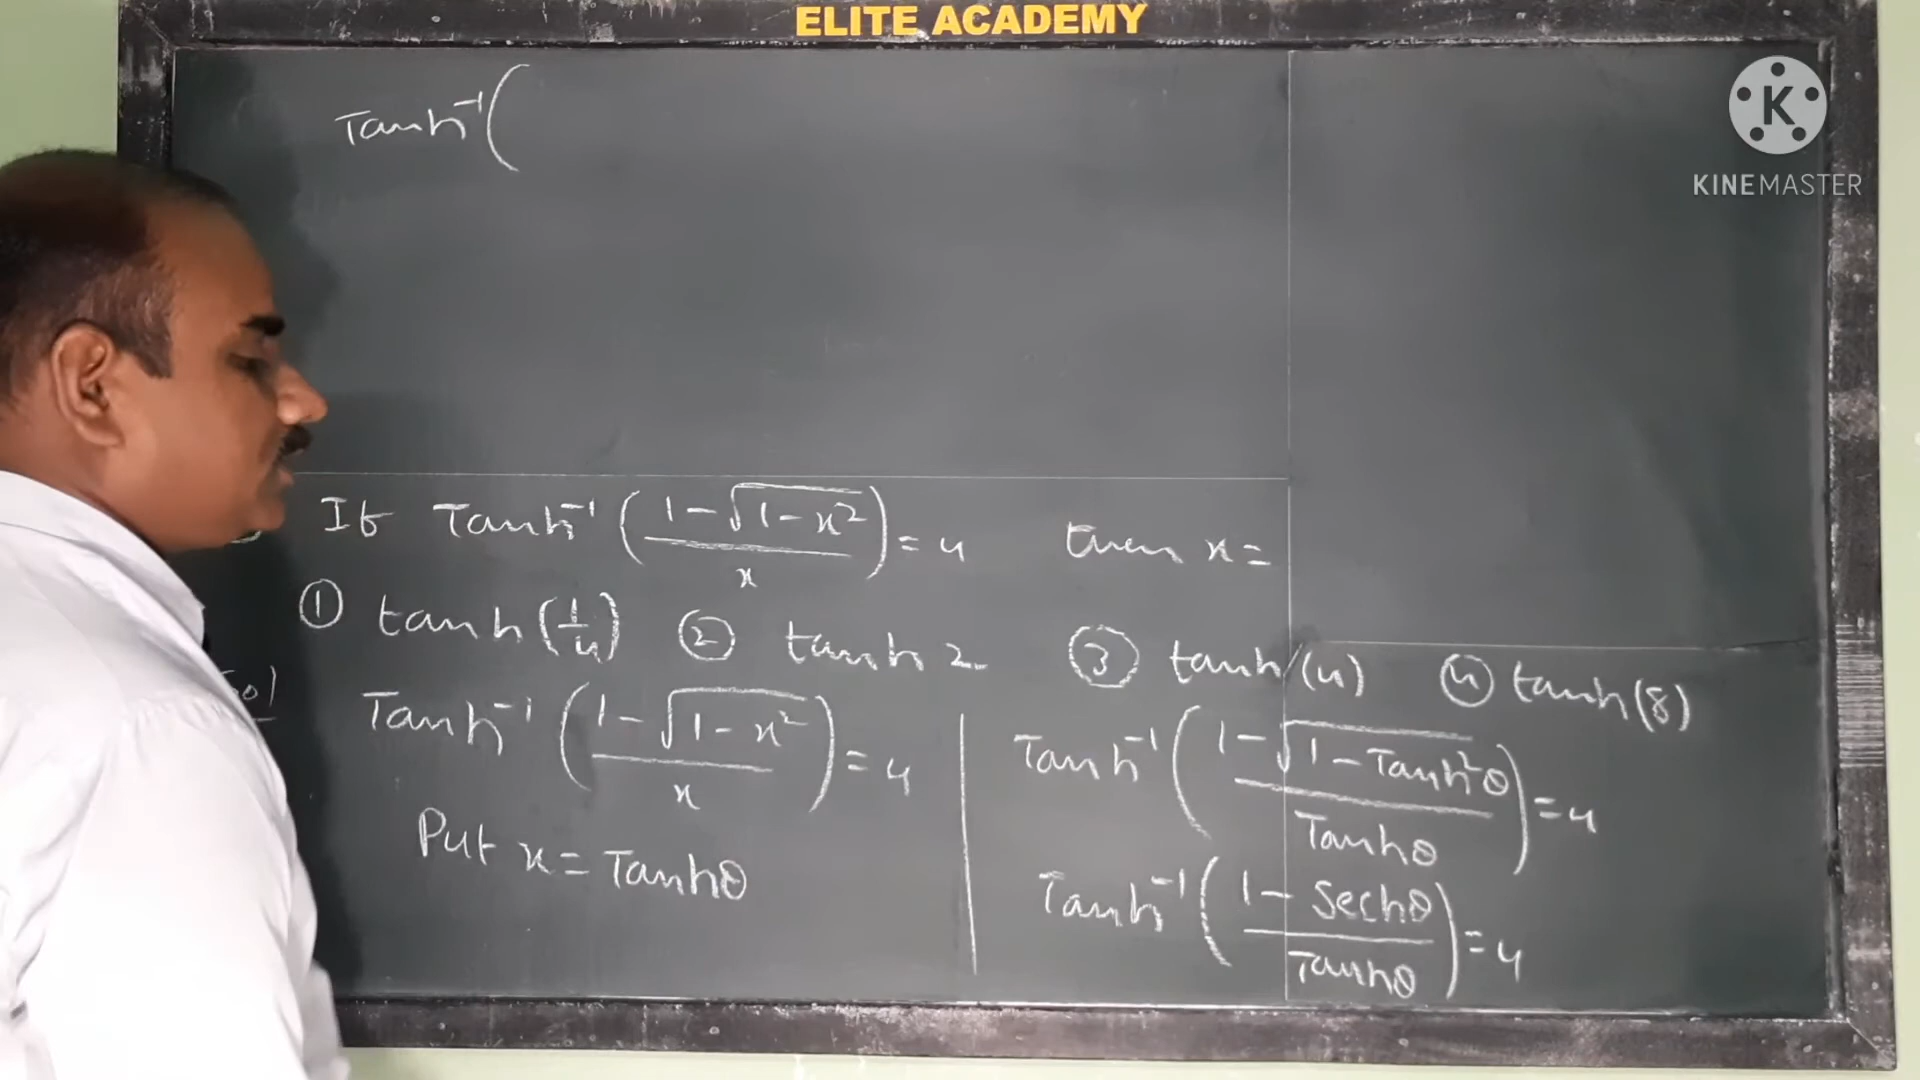 ELITE ACADEMY
K
KINEMASTER
Tanh⁻¹(
If Tanh⁻¹((1-√(1-x²))/x) = 4 then x =
① tanh(1/4) ② tanh 2 ③ tanh(4) ④ tanh(8)
Tanh⁻¹((1-√(1-x²))/x) = 4
Put x = Tanhθ
Tanh⁻¹((1-√(1-Tanh²θ))/Tanhθ) = 4
Tanh⁻¹((1-Sechθ)/Tanhθ) = 4